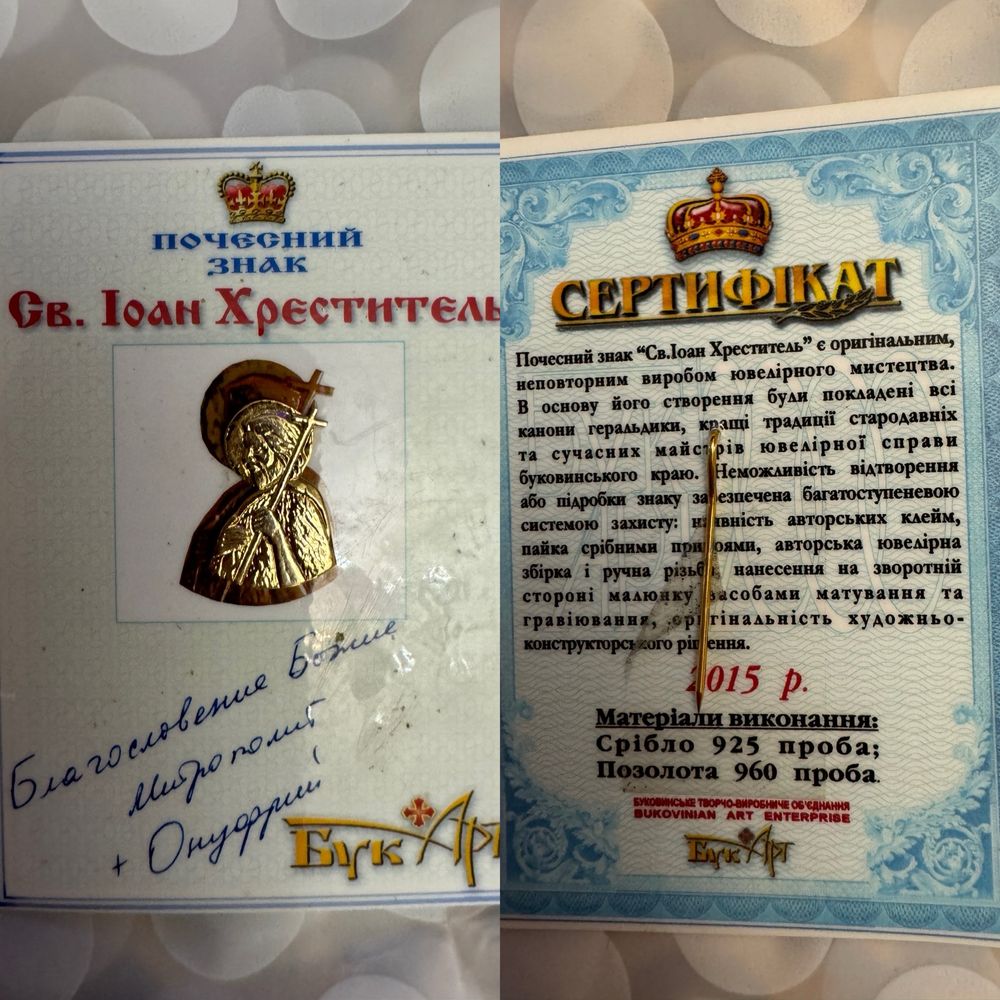 ПОЧЕСНИЙ
ЗНАК
Св. Іоан Хреститель
Благословение Божие
Митрополит
+ Онуфрий
БукАрт
СЕРТИФІКАТ
Почесний знак “Св.Іоан Хреститель” є оригінальним,
неповторним виробом ювелірного мистецтва.
В основу його створення були покладені всі
канони геральдики, кращі традиції стародавніх
та сучасних майстрів ювелірної справи
буковинського краю. Неможливість відтворення
або підробки знаку забезпечена багатоступеневою
системою захисту: наявність авторських клейм,
пайка срібними припоями, авторська ювелірна
збірка і ручна різьба, нанесення на зворотній
стороні малюнку засобами матування та
гравіювання, оригінальність художньо-
конструкторського рішення.
2015 р.
Матеріали виконання:
Срібло 925 проба;
Позолота 960 проба.
БУКОВИНСЬКЕ ТВОРЧО-ВИРОБНИЧЕ ОБ'ЄДНАННЯ
BUKOVINIAN ART ENTERPRISE
БукАрт